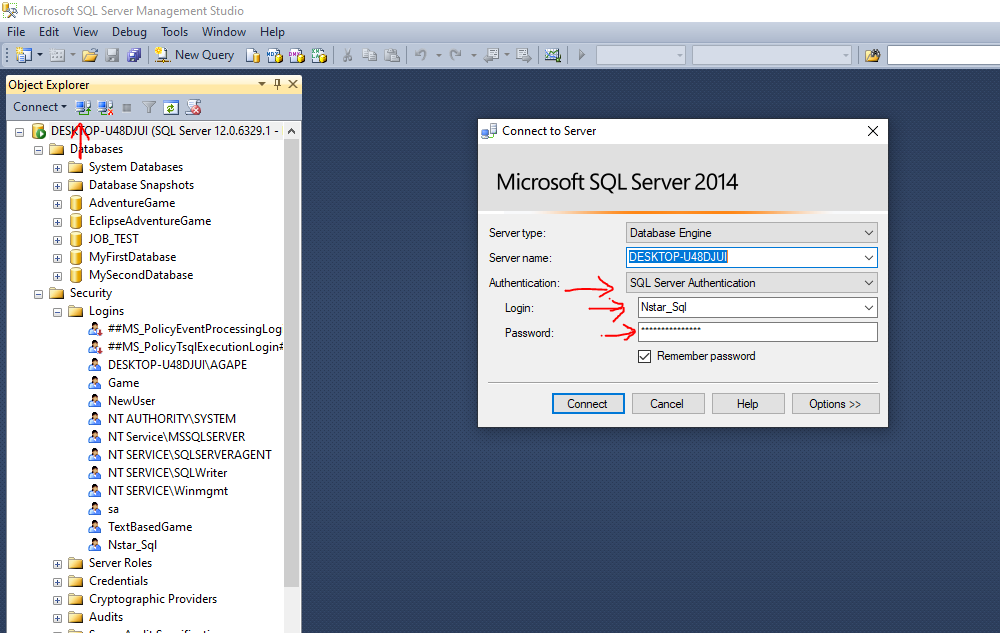 Microsoft SQL Server Management Studio
File Edit View Debug Tools Window Help
New Query
Object Explorer
Connect
DESKTOP-U48DJUI (SQL Server 12.0.6329.1 -
Databases
System Databases
Database Snapshots
AdventureGame
EclipseAdventureGame
JOB_TEST
MyFirstDatabase
MySecondDatabase
Security
Logins
##MS_PolicyEventProcessingLog
##MS_PolicyTsqlExecutionLogin#
DESKTOP-U48DJUI\AGAPE
Game
NewUser
NT AUTHORITY\SYSTEM
NT Service\MSSQLSERVER
NT SERVICE\SQLSERVERAGENT
NT SERVICE\SQLWriter
NT SERVICE\Winmgmt
sa
TextBasedGame
Nstar_Sql
Server Roles
Credentials
Cryptographic Providers
Audits
Connect to Server
Microsoft SQL Server 2014
Server type: Database Engine
Server name: DESKTOP-U48DJUI
Authentication: SQL Server Authentication
Login: Nstar_Sql
Password: ***************
Remember password
Connect Cancel Help Options >>